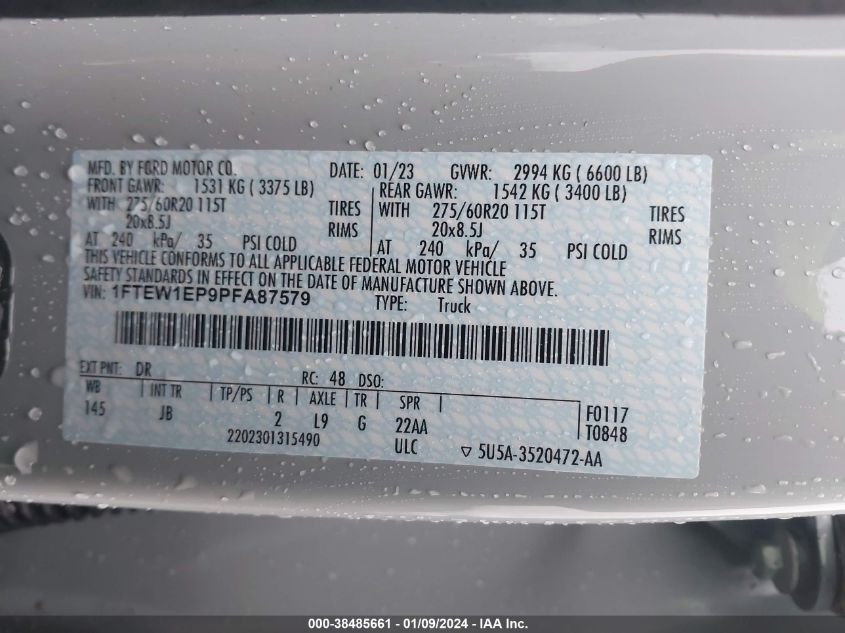 MFD. BY FORD MOTOR CO. DATE: 01/23 GVWR: 2994 KG ( 6600 LB)
FRONT GAWR: 1531 KG ( 3375 LB) REAR GAWR: 1542 KG ( 3400 LB)
WITH 275/60R20 115T TIRES WITH 275/60R20 115T TIRES
20x8.5J RIMS 20x8.5J RIMS
AT 240 kPa/ 35 PSI COLD AT 240 kPa/ 35 PSI COLD
THIS VEHICLE CONFORMS TO ALL APPLICABLE FEDERAL MOTOR VEHICLE
SAFETY STANDARDS IN EFFECT ON THE DATE OF MANUFACTURE SHOWN ABOVE.
VIN: 1FTEW1EP9PFA87579 TYPE: Truck
EXT PNT: DR RC: 48 DSO:
WB INT TR TP/PS R AXLE TR SPR F0117
145 JB 2 L9 G 22AA T0848
2202301315490 ULC ▽ 5U5A-3520472-AA
000-38485661 - 01/09/2024 - IAA Inc.